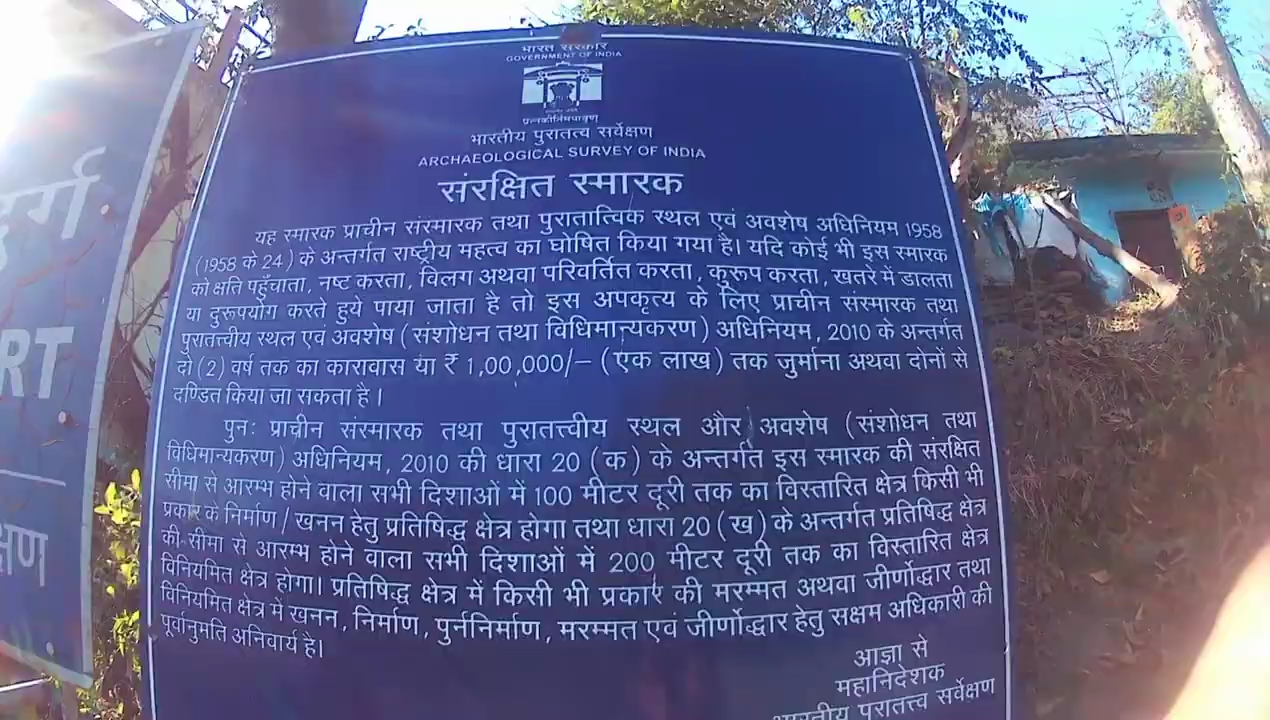 भारत सरकार
GOVERNMENT OF INDIA
प्रत्नकीर्तिमपावृणु
भारतीय पुरातत्व सर्वेक्षण
ARCHAEOLOGICAL SURVEY OF INDIA
संरक्षित स्मारक
यह स्मारक प्राचीन संस्मारक तथा पुरातात्विक स्थल एवं अवशेष अधिनियम 1958
(1958 के 24) के अन्तर्गत राष्ट्रीय महत्व का घोषित किया गया है। यदि कोई भी इस स्मारक
को क्षति पहुँचाता, नष्ट करता, विलग अथवा परिवर्तित करता, कुरूप करता, खतरे में डालता
या दुरूपयोग करते हुये पाया जाता है तो इस अपकृत्य के लिए प्राचीन संस्मारक तथा
पुरातत्त्वीय स्थल एवं अवशेष (संशोधन तथा विधिमान्यकरण) अधिनियम, 2010 के अन्तर्गत
दो (2) वर्ष तक का कारावास या ₹ 1,00,000/- (एक लाख) तक जुर्माना अथवा दोनों से
दण्डित किया जा सकता है।
पुनः प्राचीन संस्मारक तथा पुरातत्त्वीय स्थल और अवशेष (संशोधन तथा
विधिमान्यकरण) अधिनियम, 2010 की धारा 20 (क) के अन्तर्गत इस स्मारक की संरक्षित
सीमा से आरम्भ होने वाला सभी दिशाओं में 100 मीटर दूरी तक का विस्तारित क्षेत्र किसी भी
प्रकार के निर्माण/खनन हेतु प्रतिषिद्ध क्षेत्र होगा तथा धारा 20 (ख) के अन्तर्गत प्रतिषिद्ध क्षेत्र
की सीमा से आरम्भ होने वाला सभी दिशाओं में 200 मीटर दूरी तक का विस्तारित क्षेत्र
विनियमित क्षेत्र होगा। प्रतिषिद्ध क्षेत्र में किसी भी प्रकार की मरम्मत अथवा जीर्णोद्धार तथा
विनियमित क्षेत्र में खनन, निर्माण, पुर्ननिर्माण, मरम्मत एवं जीर्णोद्धार हेतु सक्षम अधिकारी की
पूर्वानुमति अनिवार्य है।
आज्ञा से
महानिदेशक
भारतीय पुरातत्त्व सर्वेक्षण